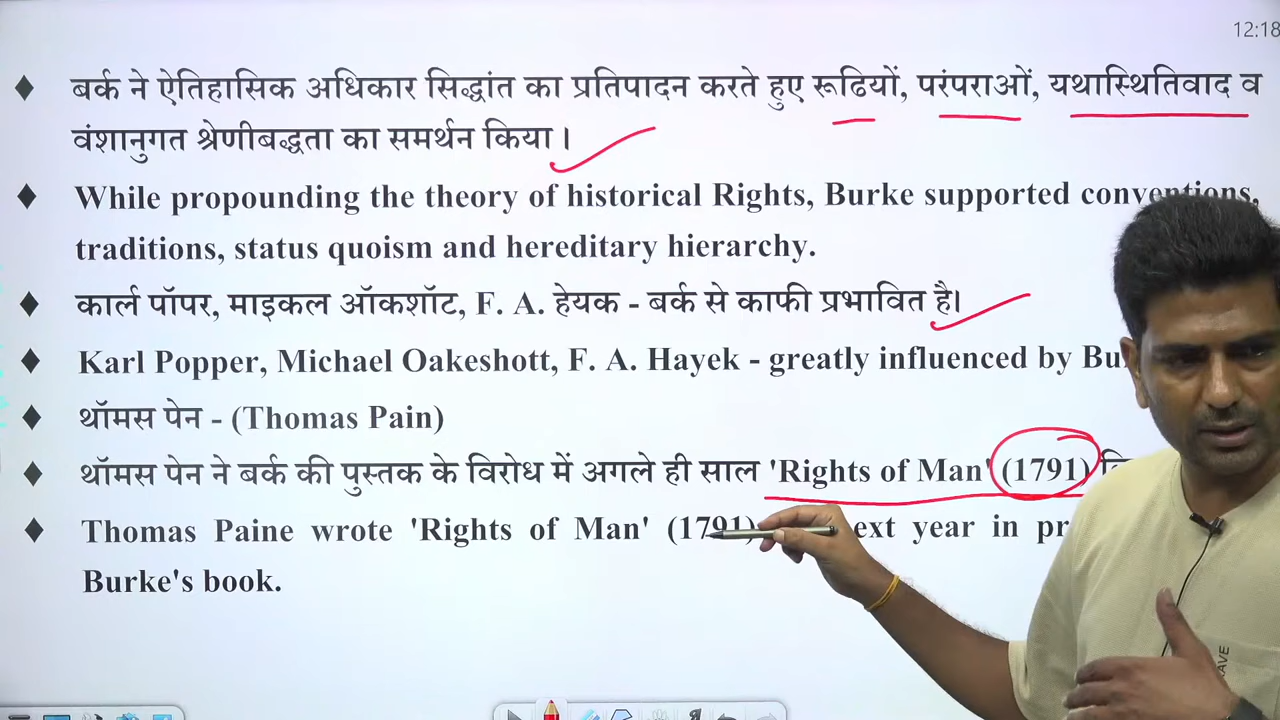 12:18
♦ बर्क ने ऐतिहासिक अधिकार सिद्धांत का प्रतिपादन करते हुए रूढियों, परंपराओं, यथास्थितिवाद व
वंशानुगत श्रेणीबद्धता का समर्थन किया।
♦ While propounding the theory of historical Rights, Burke supported conventions,
traditions, status quoism and hereditary hierarchy.
♦ कार्ल पॉपर, माइकल ऑकशॉट, F. A. हेयक - बर्क से काफी प्रभावित है।
♦ Karl Popper, Michael Oakeshott, F. A. Hayek - greatly influenced by
♦ थॉमस पेन - (Thomas Pain)
♦ थॉमस पेन ने बर्क की पुस्तक के विरोध में अगले ही साल 'Rights of Man' (1791)
♦ Thomas Paine wrote 'Rights of Man' (1791) year in
Burke's book.